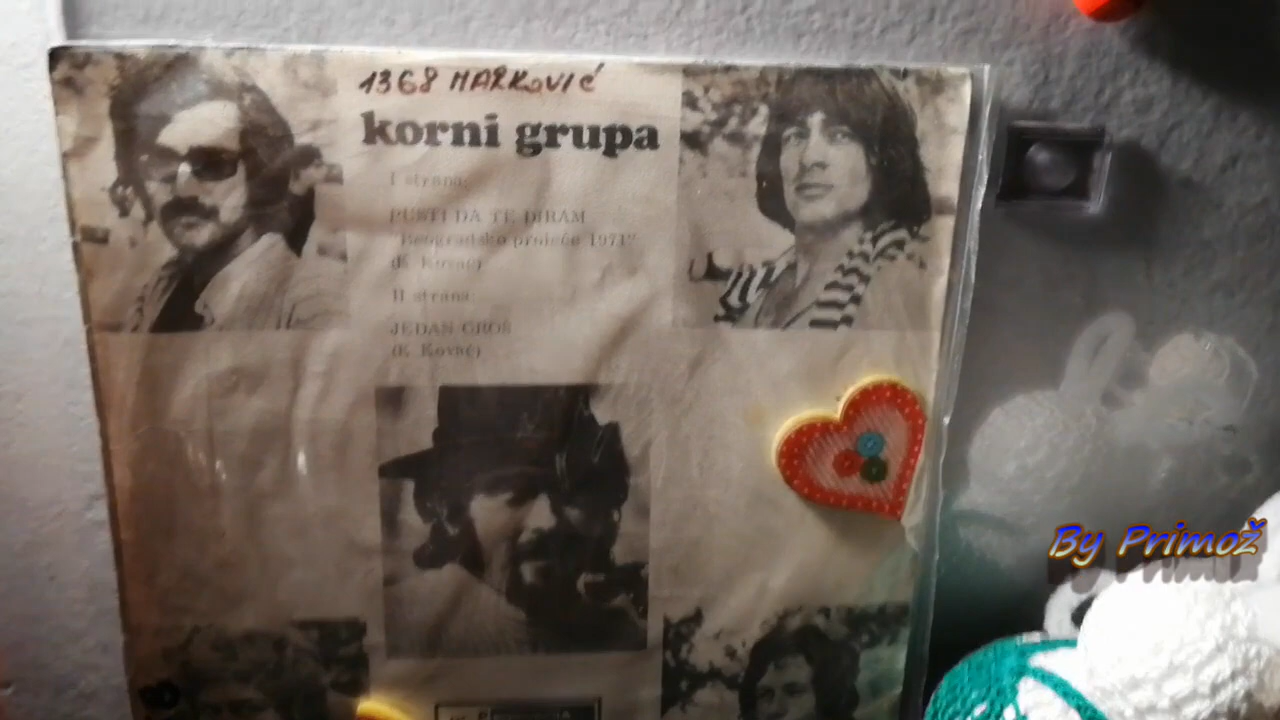 1368 MARKOVIĆ
korni grupa
I strana:
PUSTI DA TE DIRAM
"Beogradsko proleće 1971"
(K. Kovač)
II strana:
JEDAN GROŠ
(K. Kovač)
By Primož